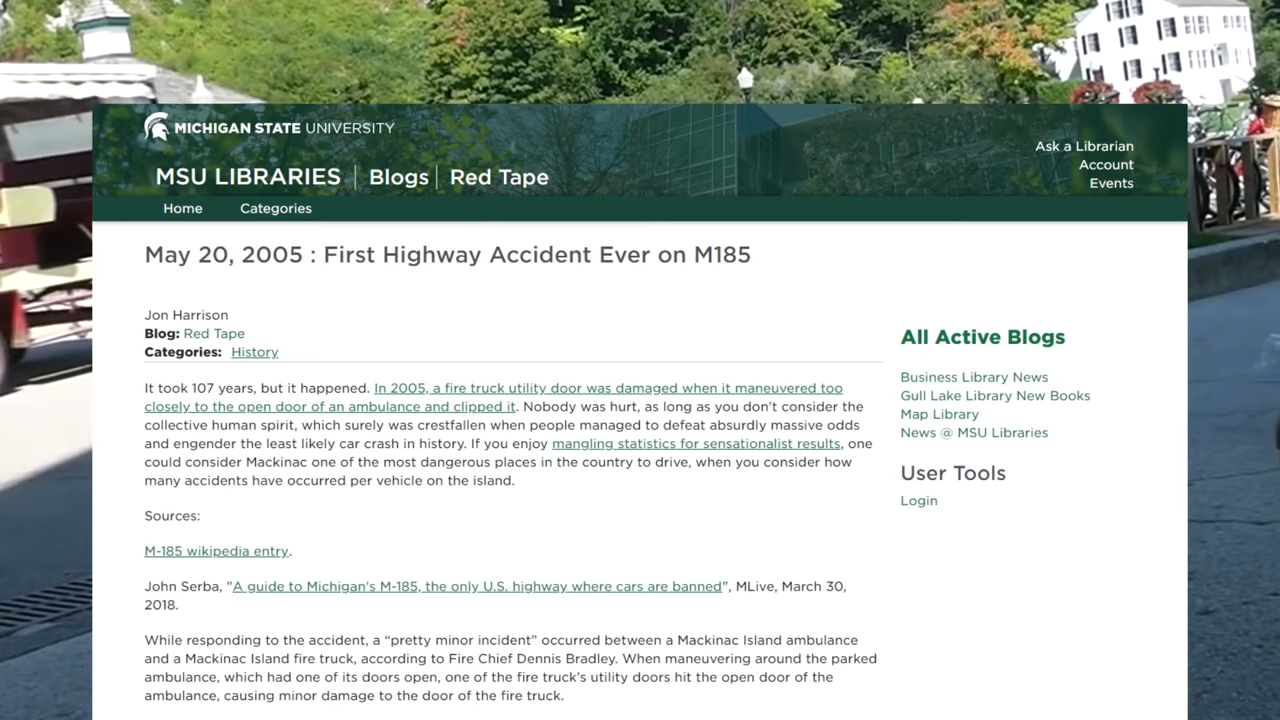 MICHIGAN STATE UNIVERSITY
Ask a Librarian
Account
MSU LIBRARIES | Blogs | Red Tape
Events
Home Categories
May 20, 2005 : First Highway Accident Ever on M185
Jon Harrison
Blog: Red Tape
Categories: History
It took 107 years, but it happened. In 2005, a fire truck utility door was damaged when it maneuvered too
closely to the open door of an ambulance and clipped it. Nobody was hurt, as long as you don't consider the
collective human spirit, which surely was crestfallen when people managed to defeat absurdly massive odds
and engender the least likely car crash in history. If you enjoy mangling statistics for sensationalist results, one
could consider Mackinac one of the most dangerous places in the country to drive, when you consider how
many accidents have occurred per vehicle on the island.
Sources:
M-185 wikipedia entry.
John Serba, "A guide to Michigan's M-185, the only U.S. highway where cars are banned", MLive, March 30,
2018.
While responding to the accident, a “pretty minor incident” occurred between a Mackinac Island ambulance
and a Mackinac Island fire truck, according to Fire Chief Dennis Bradley. When maneuvering around the parked
ambulance, which had one of its doors open, one of the fire truck’s utility doors hit the open door of the
ambulance, causing minor damage to the door of the fire truck.
All Active Blogs
Business Library News
Gull Lake Library New Books
Map Library
News @ MSU Libraries
User Tools
Login